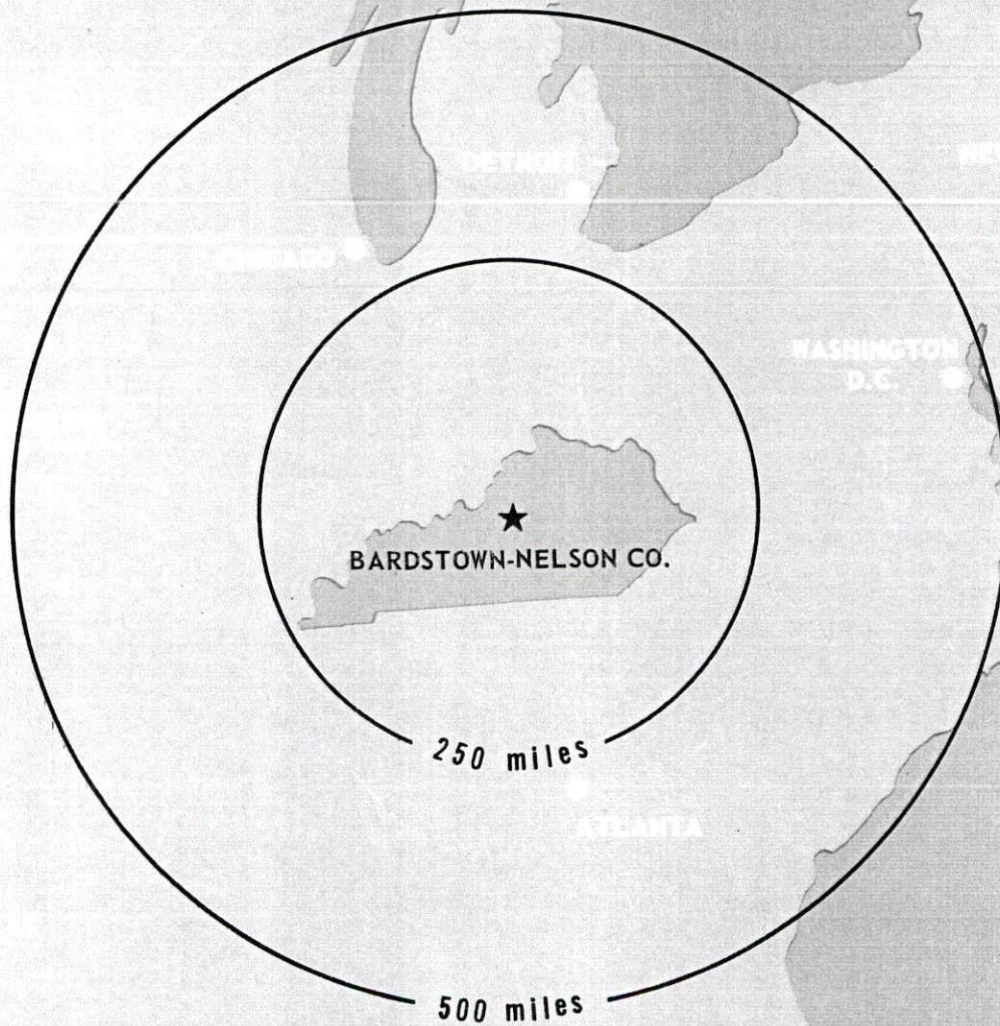 DETROIT
CHICAGO
WASHINGTON
D.C.
BARDSTOWN-NELSON CO.
250 miles
ATLANTA
500 miles